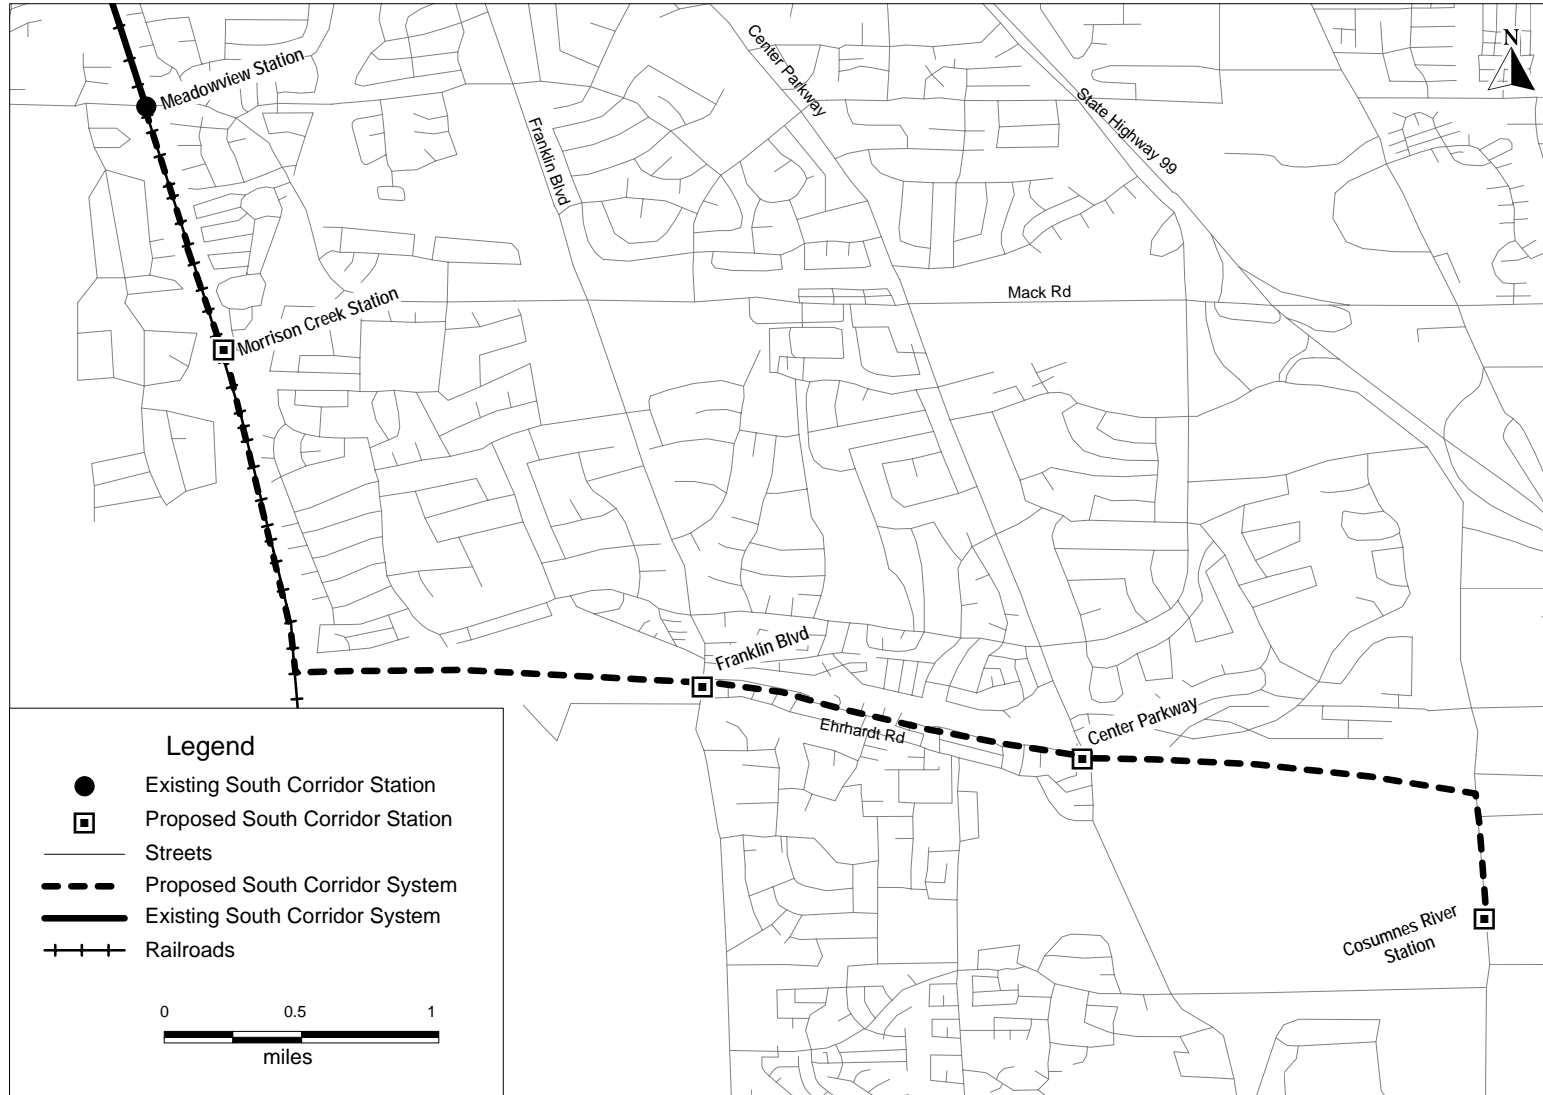 N
Meadowview Station
Center Parkway
State Highway 99
Franklin Blvd
Mack Rd
Morrison Creek Station
Franklin Blvd
Ehrhardt Rd
Center Parkway
Cosumnes River
Station
Legend
Existing South Corridor Station
Proposed South Corridor Station
Streets
Proposed South Corridor System
Existing South Corridor System
Railroads
0 0.5 1
miles